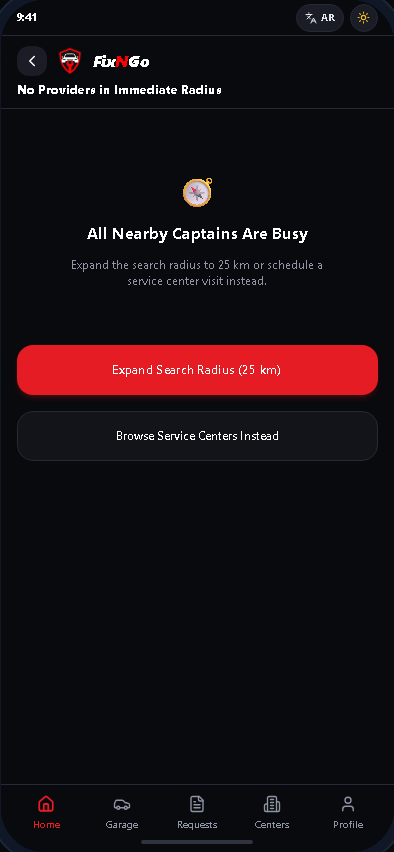 9:41
AR
FixNGo
No Providers in Immediate Radius
All Nearby Captains Are Busy
Expand the search radius to 25 km or schedule a
service center visit instead.
Expand Search Radius (25 km)
Browse Service Centers Instead
Home
Garage
Requests
Centers
Profile